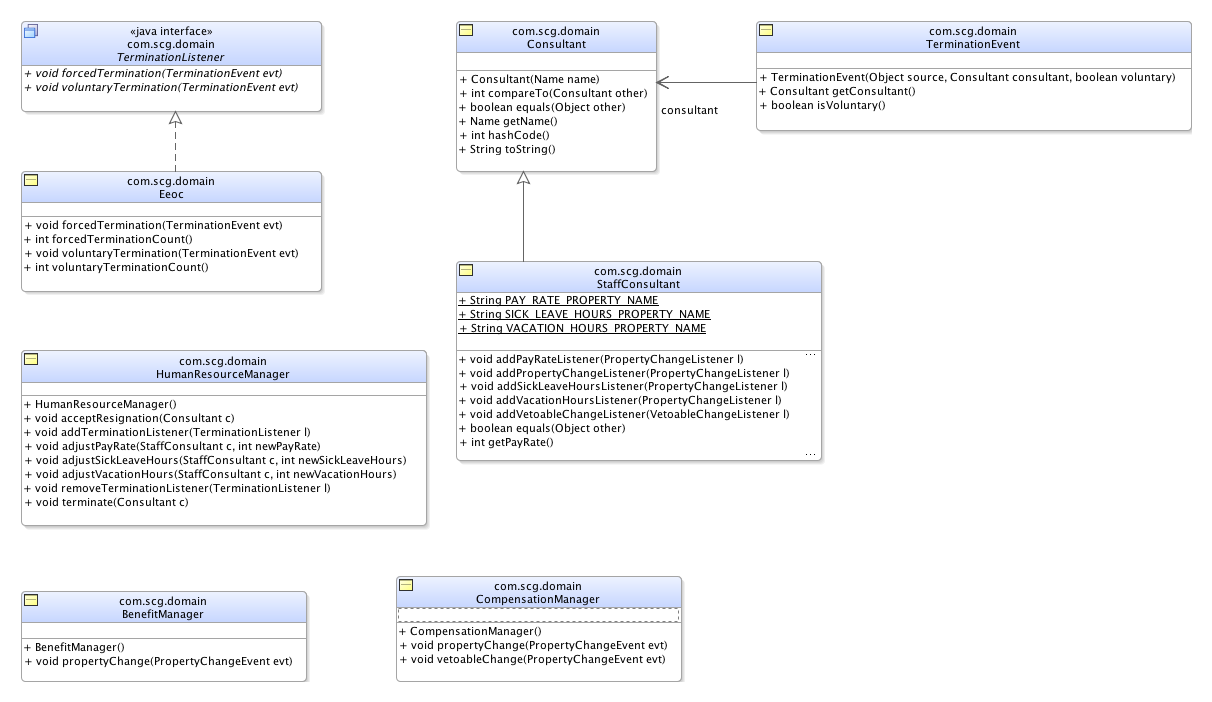 «java interface»
com.scg.domain
TerminationListener
+ void forcedTermination(TerminationEvent evt)
+ void voluntaryTermination(TerminationEvent evt)
com.scg.domain
Consultant
+ Consultant(Name name)
+ int compareTo(Consultant other)
+ boolean equals(Object other)
+ Name getName()
+ int hashCode()
+ String toString()
consultant
com.scg.domain
TerminationEvent
+ TerminationEvent(Object source, Consultant consultant, boolean voluntary)
+ Consultant getConsultant()
+ boolean isVoluntary()
com.scg.domain
Eeoc
+ void forcedTermination(TerminationEvent evt)
+ int forcedTerminationCount()
+ void voluntaryTermination(TerminationEvent evt)
+ int voluntaryTerminationCount()
com.scg.domain
StaffConsultant
+ String PAY_RATE_PROPERTY_NAME
+ String SICK_LEAVE_HOURS_PROPERTY_NAME
+ String VACATION_HOURS_PROPERTY_NAME
...
+ void addPayRateListener(PropertyChangeListener l)
+ void addPropertyChangeListener(PropertyChangeListener l)
+ void addSickLeaveHoursListener(PropertyChangeListener l)
+ void addVacationHoursListener(PropertyChangeListener l)
+ void addVetoableChangeListener(VetoableChangeListener l)
+ boolean equals(Object other)
+ int getPayRate()
...
com.scg.domain
HumanResourceManager
+ HumanResourceManager()
+ void acceptResignation(Consultant c)
+ void addTerminationListener(TerminationListener l)
+ void adjustPayRate(StaffConsultant c, int newPayRate)
+ void adjustSickLeaveHours(StaffConsultant c, int newSickLeaveHours)
+ void adjustVacationHours(StaffConsultant c, int newVacationHours)
+ void removeTerminationListener(TerminationListener l)
+ void terminate(Consultant c)
com.scg.domain
BenefitManager
+ BenefitManager()
+ void propertyChange(PropertyChangeEvent evt)
com.scg.domain
CompensationManager
+ CompensationManager()
+ void propertyChange(PropertyChangeEvent evt)
+ void vetoableChange(PropertyChangeEvent evt)